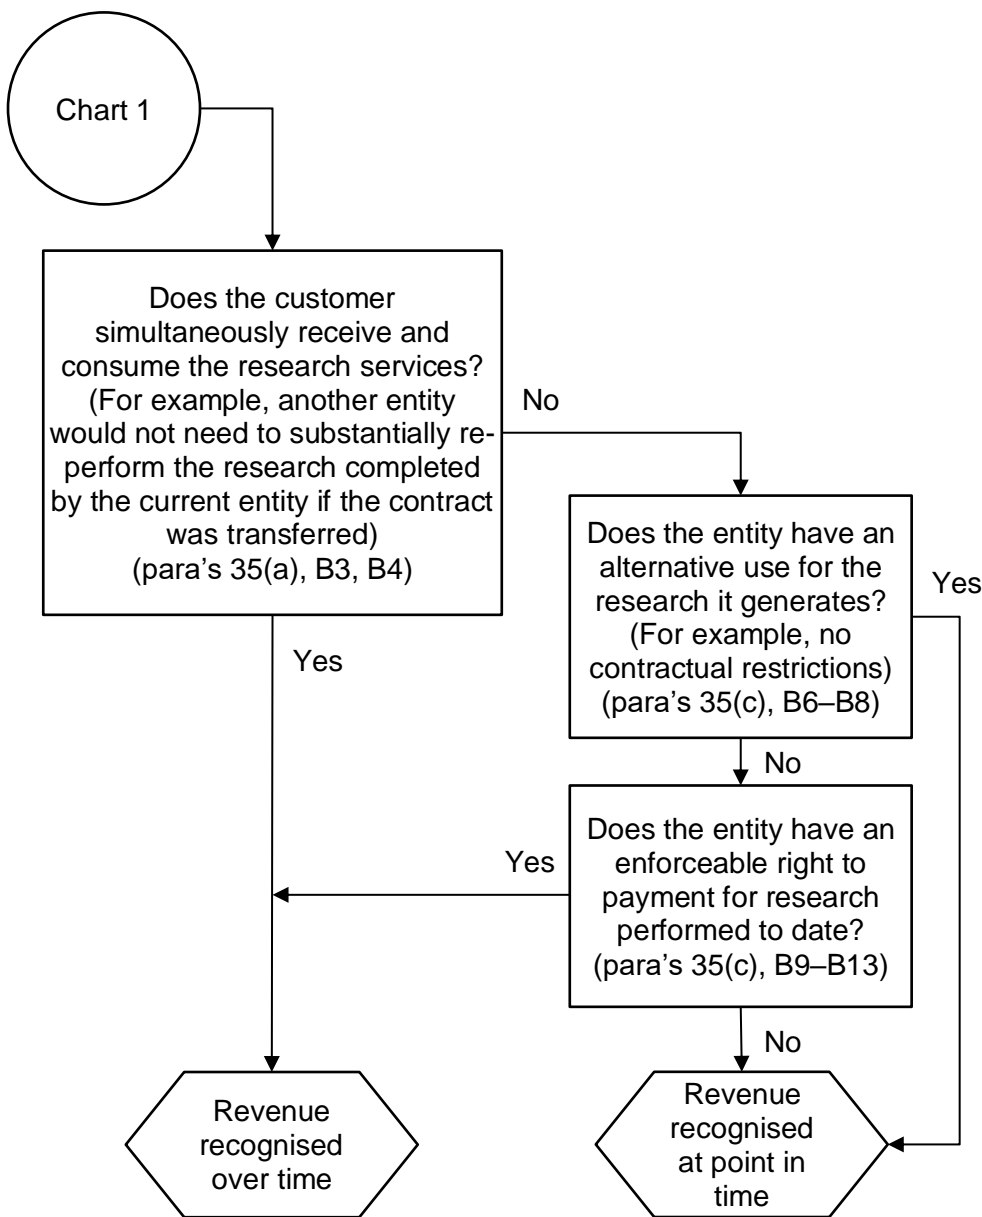 Chart 1
Does the customer
simultaneously receive and
consume the research services?
(For example, another entity
would not need to substantially re-
perform the research completed
by the current entity if the contract
was transferred)
(para's 35(a), B3, B4)
No
Does the entity have an
alternative use for the
research it generates?
(For example, no
contractual restrictions)
(para's 35(c), B6–B8)
Yes
Yes
No
Does the entity have an
enforceable right to
payment for research
performed to date?
(para's 35(c), B9–B13)
Yes
No
Revenue
recognised
over time
Revenue
recognised
at point in
time